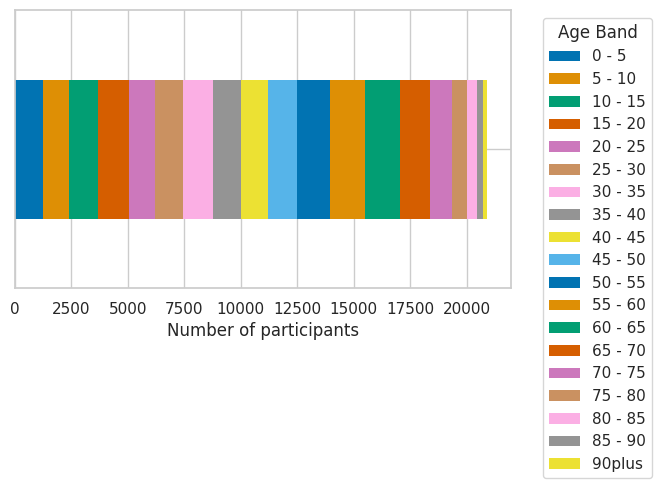 0 2500 5000 7500 10000 12500 15000 17500 20000
Number of participants
Age Band
0 - 5
5 - 10
10 - 15
15 - 20
20 - 25
25 - 30
30 - 35
35 - 40
40 - 45
45 - 50
50 - 55
55 - 60
60 - 65
65 - 70
70 - 75
75 - 80
80 - 85
85 - 90
90plus